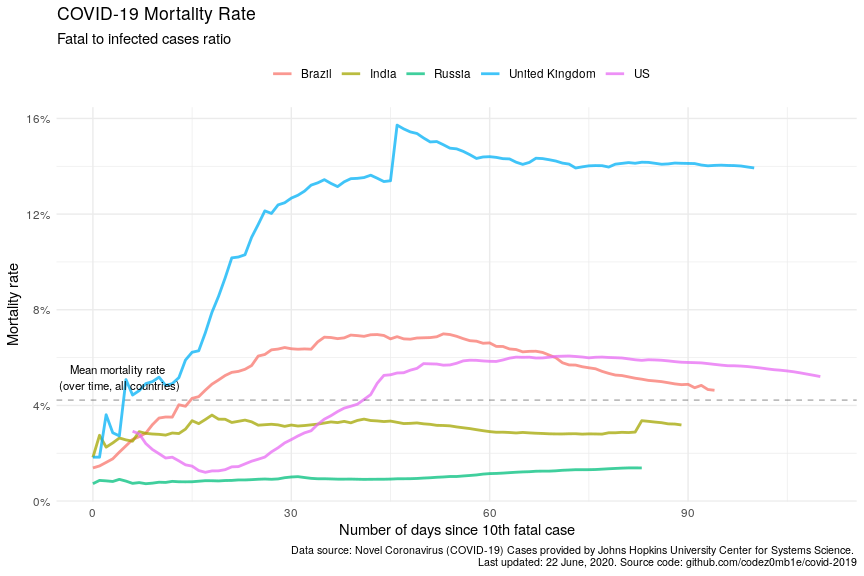 COVID-19 Mortality Rate
Fatal to infected cases ratio
Brazil India Russia United Kingdom US
16%
12%
8%
4%
0%
Mortality rate
Mean mortality rate
(over time, all countries)
0 30 60 90
Number of days since 10th fatal case
Data source: Novel Coronavirus (COVID-19) Cases provided by Johns Hopkins University Center for Systems Science.
Last updated: 22 June, 2020. Source code: github.com/codez0mb1e/covid-2019